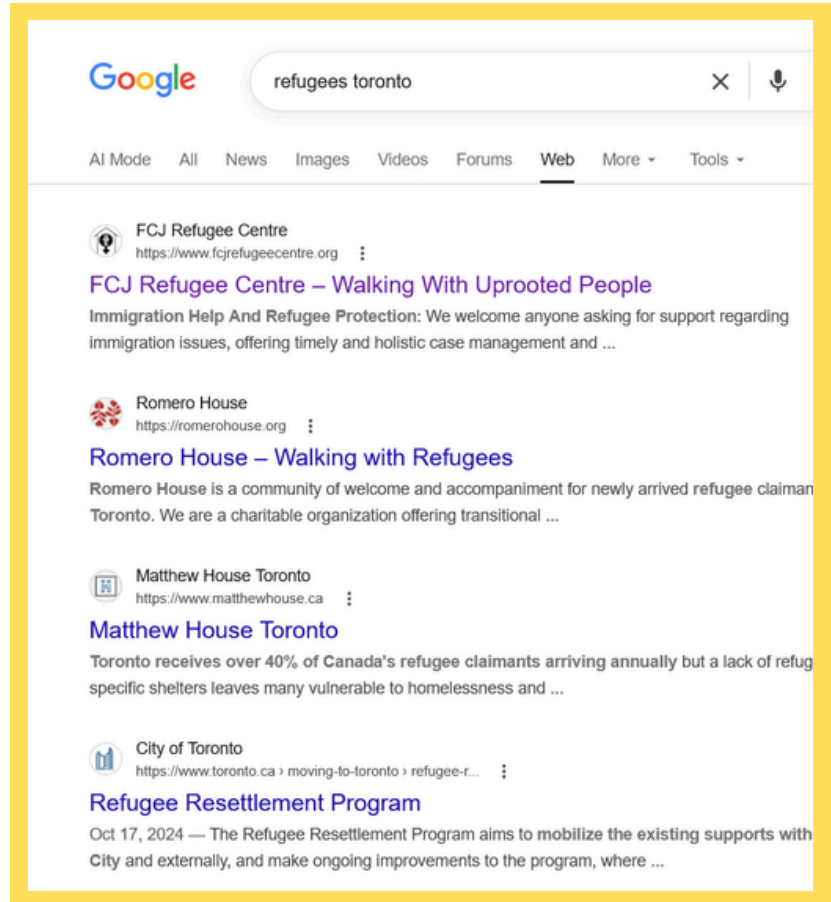 Google
refugees toronto
AI Mode All News Images Videos Forums Web More Tools
FCJ Refugee Centre
https://www.fcjrefugeecentre.org
FCJ Refugee Centre – Walking With Uprooted People
Immigration Help And Refugee Protection: We welcome anyone asking for support regarding
immigration issues, offering timely and holistic case management and ...
Romero House
https://romerohouse.org
Romero House – Walking with Refugees
Romero House is a community of welcome and accompaniment for newly arrived refugee claiman
Toronto. We are a charitable organization offering transitional ...
Matthew House Toronto
https://www.matthewhouse.ca
Matthew House Toronto
Toronto receives over 40% of Canada's refugee claimants arriving annually but a lack of refug
specific shelters leaves many vulnerable to homelessness and ...
City of Toronto
https://www.toronto.ca › moving-to-toronto › refugee-r...
Refugee Resettlement Program
Oct 17, 2024 — The Refugee Resettlement Program aims to mobilize the existing supports with
City and externally, and make ongoing improvements to the program, where ...